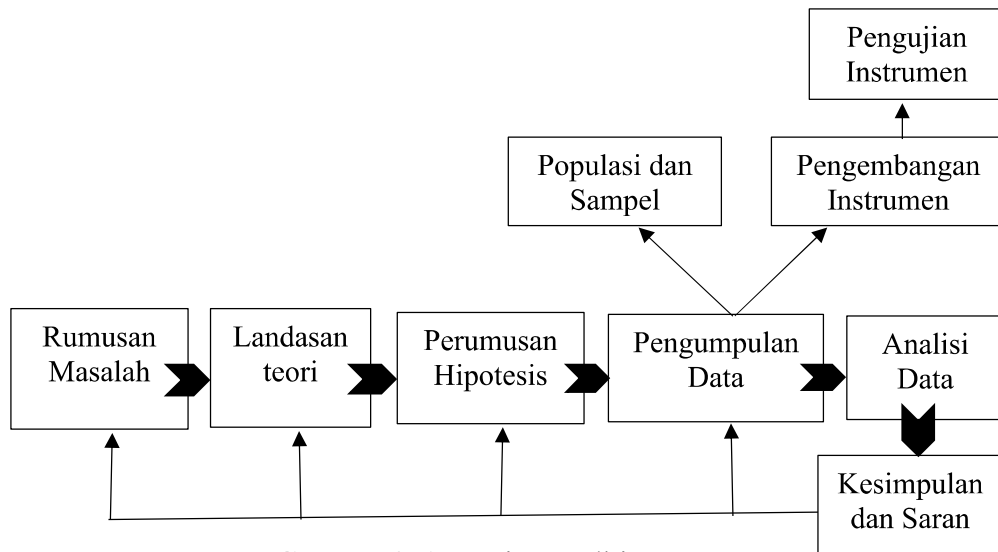 Pengujian
Instrumen
Populasi dan
Sampel
Pengembangan
Instrumen
Rumusan
Masalah
Landasan
teori
Perumusan
Hipotesis
Pengumpulan
Data
Analisi
Data
Kesimpulan
dan Saran